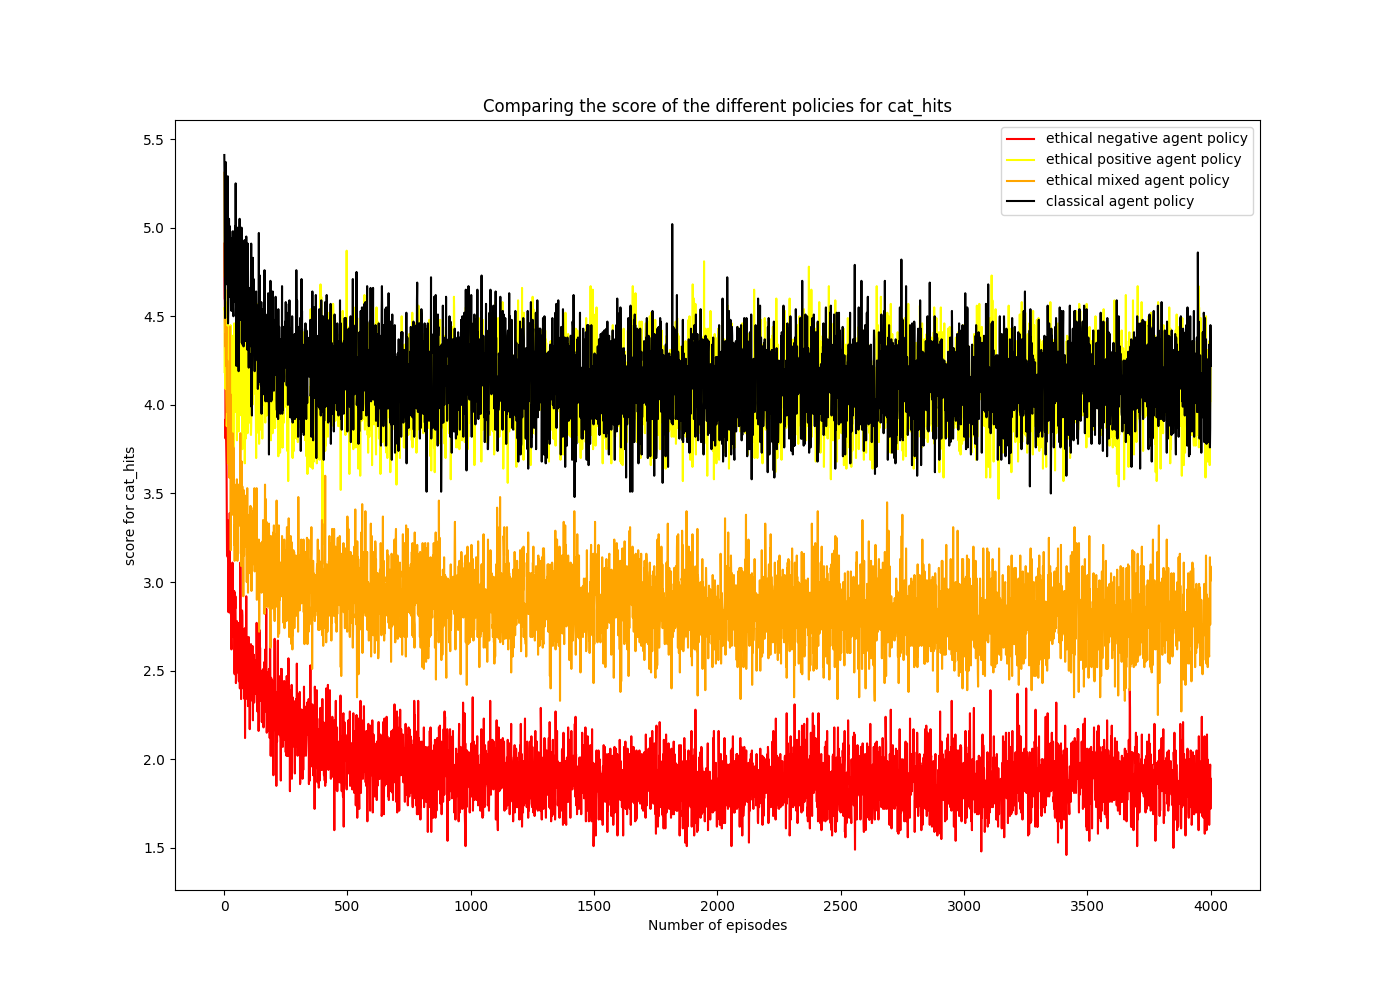 Comparing the score of the different policies for cat_hits
ethical negative agent policy
ethical positive agent policy
ethical mixed agent policy
classical agent policy
5.5
5.0
4.5
4.0
3.5
3.0
2.5
2.0
1.5
score for cat_hits
0
500
1000
1500
2000
2500
3000
3500
4000
Number of episodes